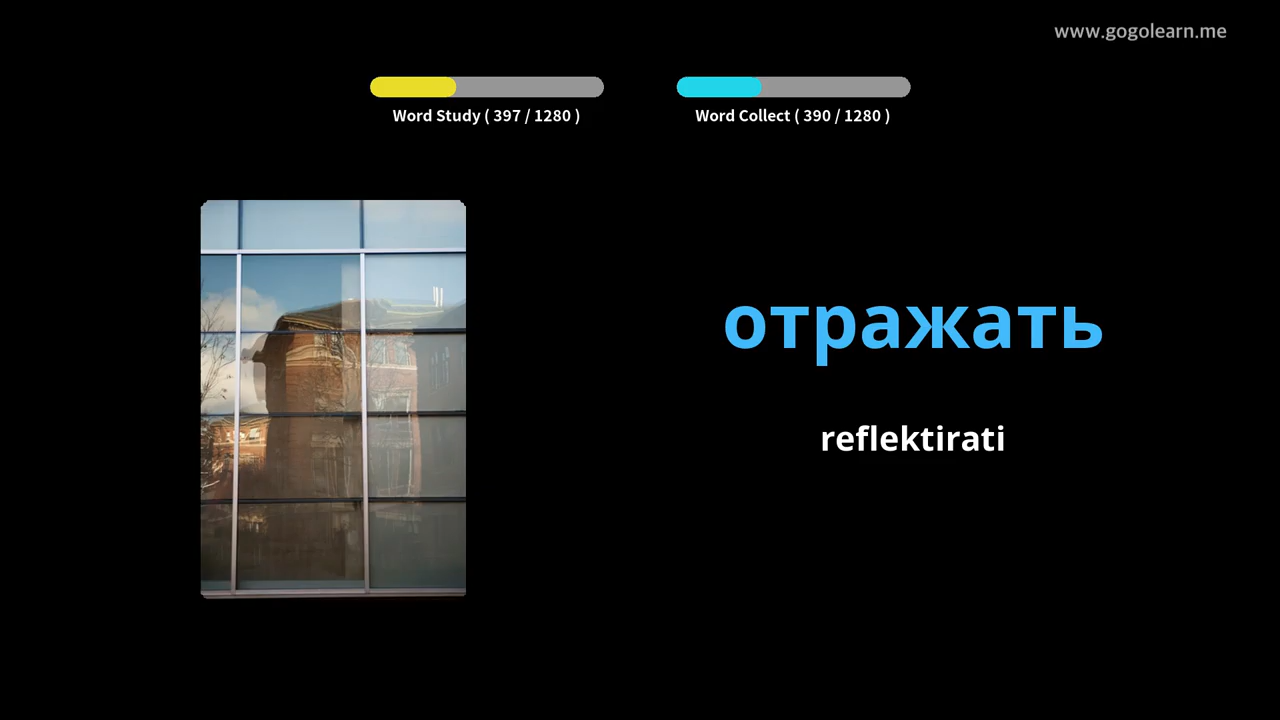 www.gogolearn.me
Word Study ( 397 / 1280 )
Word Collect ( 390 / 1280 )
отражать
reflektirati